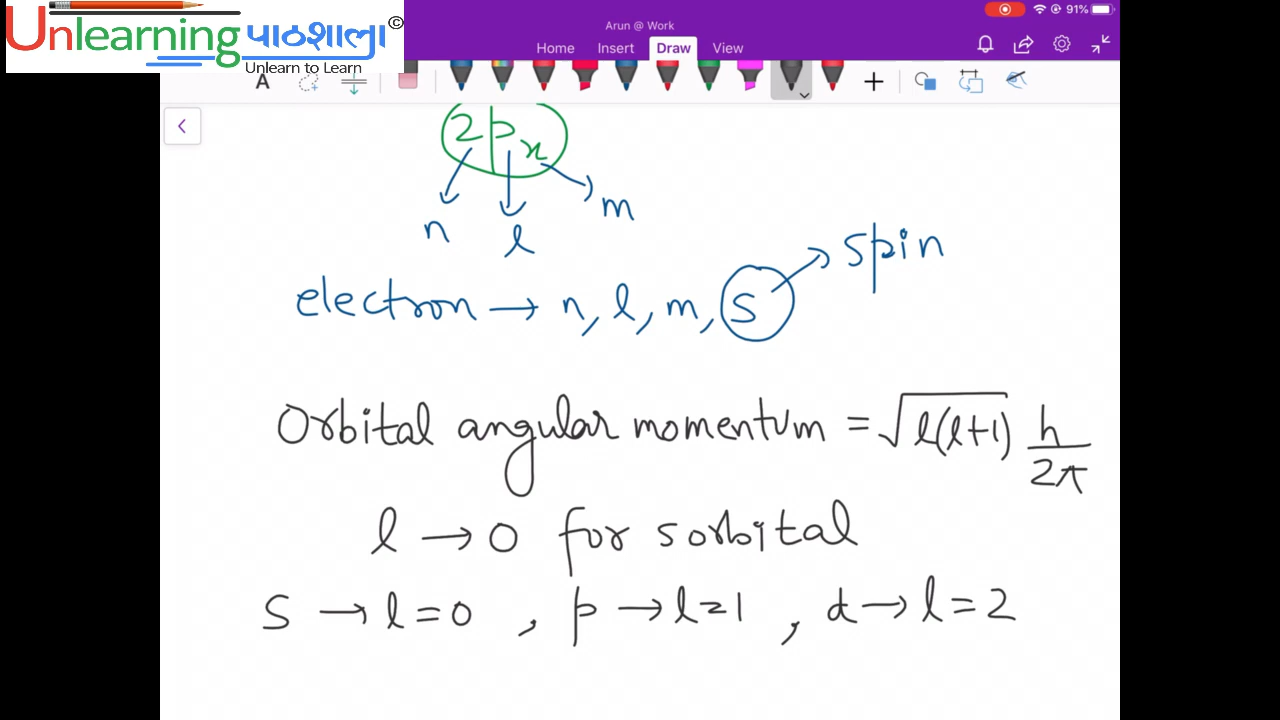 Unlearning पाठशाला ©
Unlearn to Learn
Arun @ Work
91%
Home Insert Draw View
A
2px
n l m
electron → n, l, m, s → spin
Orbital angular momentum = √l(l+1) h/2π
l → 0 for s orbital
S → l = 0 , p → l = 1 , d → l = 2